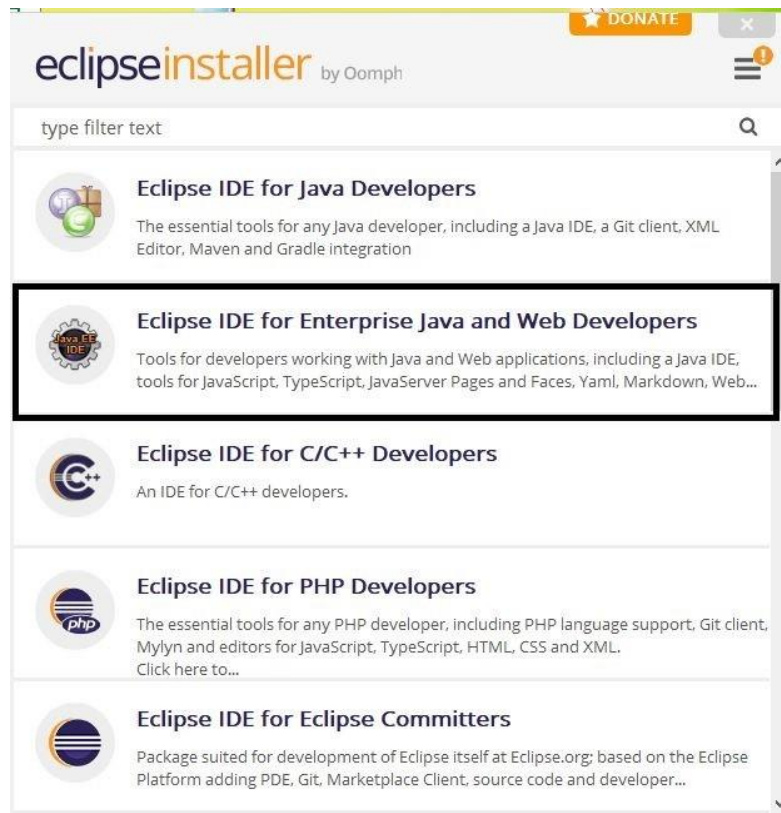 DONATE
eclipseinstaller by Oomph
type filter text
Eclipse IDE for Java Developers
The essential tools for any Java developer, including a Java IDE, a Git client, XML
Editor, Maven and Gradle integration
Java EE
IDE
Eclipse IDE for Enterprise Java and Web Developers
Tools for developers working with Java and Web applications, including a Java IDE,
tools for JavaScript, TypeScript, JavaServer Pages and Faces, Yaml, Markdown, Web...
C++
Eclipse IDE for C/C++ Developers
An IDE for C/C++ developers.
php
Eclipse IDE for PHP Developers
The essential tools for any PHP developer, including PHP language support, Git client,
Mylyn and editors for JavaScript, TypeScript, HTML, CSS and XML.
Click here to...
Eclipse IDE for Eclipse Committers
Package suited for development of Eclipse itself at Eclipse.org; based on the Eclipse
Platform adding PDE, Git, Marketplace Client, source code and developer...